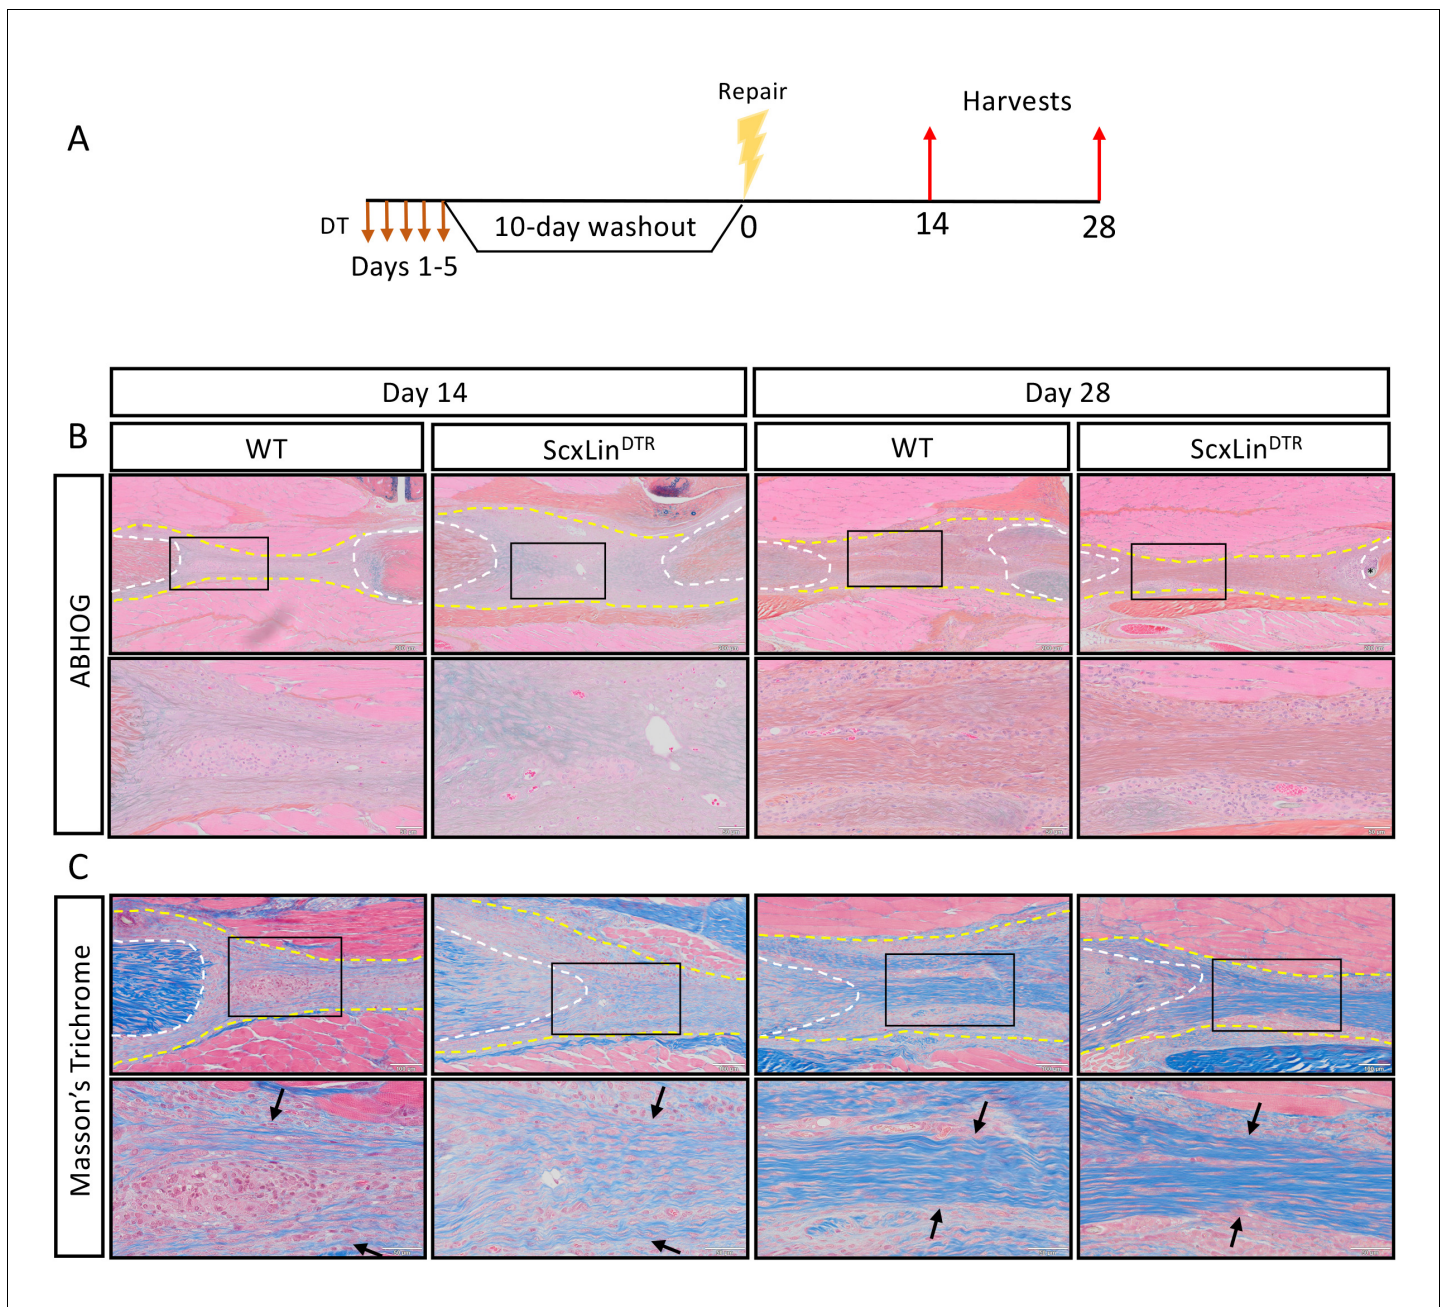 A
Repair
Harvests
DT
10-day washout
0
14
28
Days 1-5
Day 14
Day 28
B
WT
ScxLinDTR
WT
ScxLinDTR
ABHOG
*
C
Masson's Trichrome